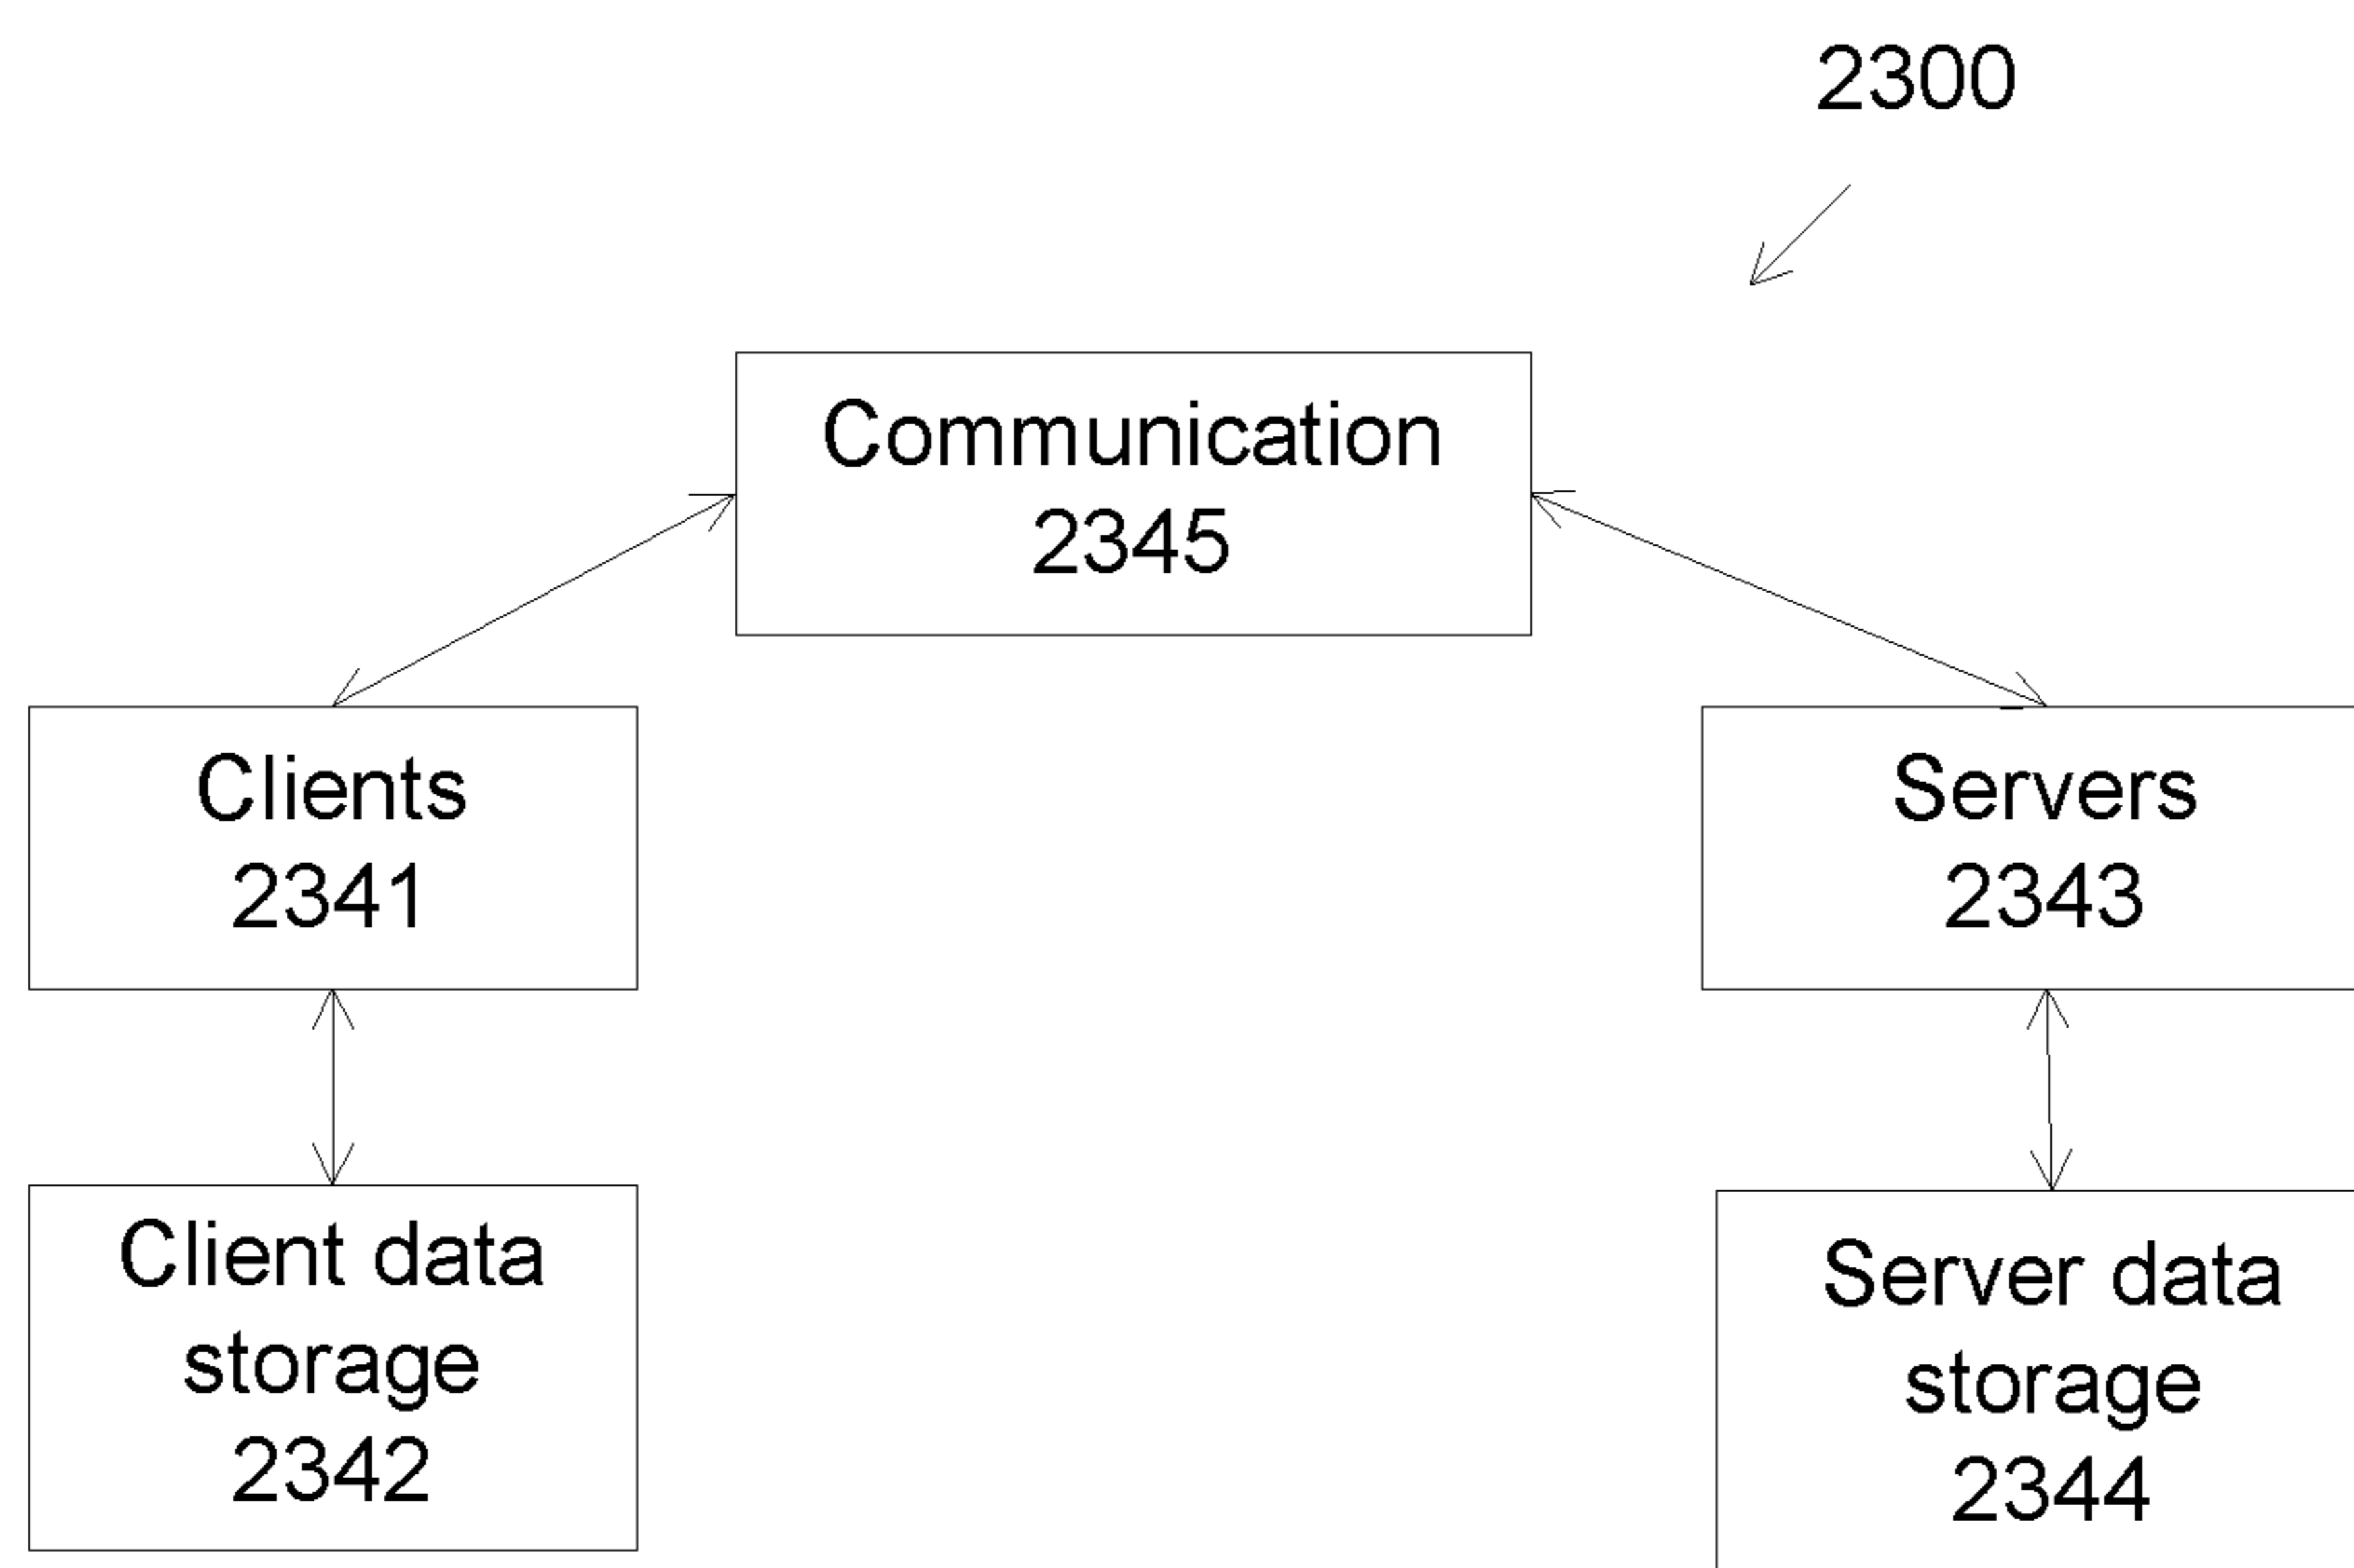 2300
Communication
2345
Clients
2341
Servers
2343
Client data
storage
2342
Server data
storage
2344